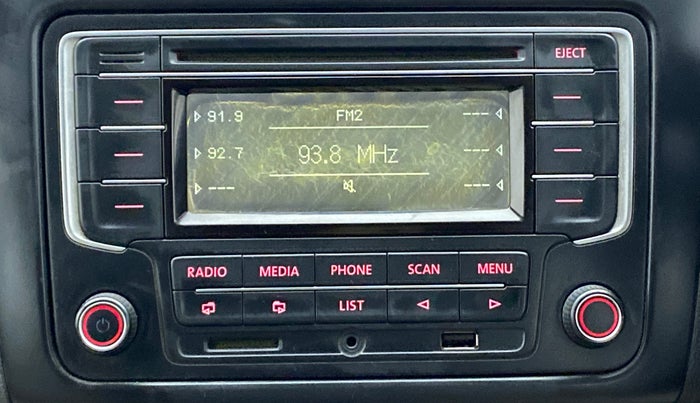 EJECT
91.9 FM2 ---
92.7 93.8 MHz ---
--- ---
RADIO MEDIA PHONE SCAN MENU
LIST